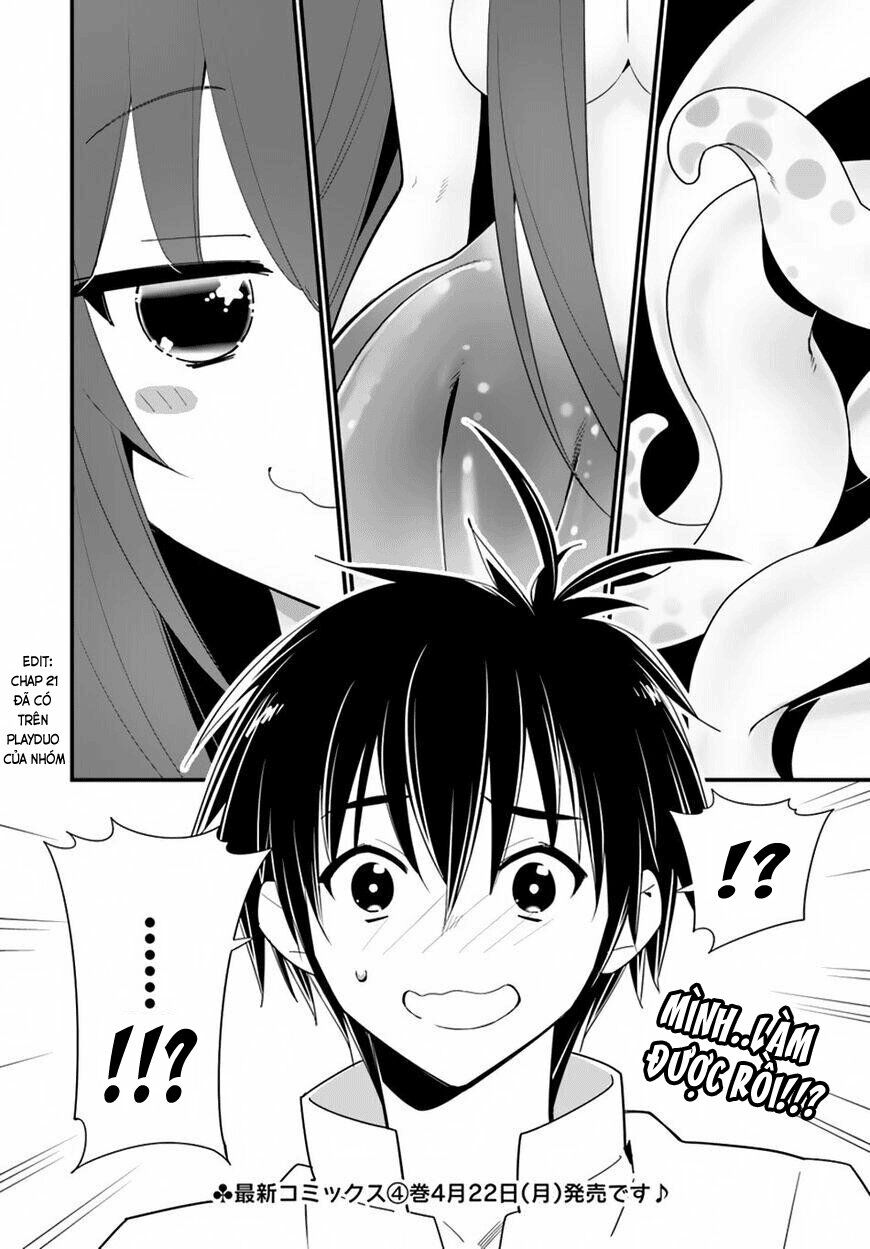 !?
MÌNH..LÀM
ĐƯỢC RỒI!!!?
......
!!?
EDIT:
CHAP 21
ĐÃ CÓ
TRÊN
PLAYDUO
CỦA NHÓM
♣最新コミックス④巻4月22日(月)発売です♪